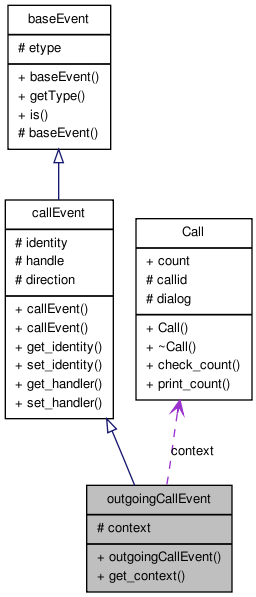 baseEvent
# etype
+ baseEvent()
+ getType()
+ is()
# baseEvent()
callEvent
# identity
# handle
# direction
+ callEvent()
+ callEvent()
+ get_identity()
+ set_identity()
+ get_handler()
+ set_handler()
Call
+ count
# callid
# dialog
+ Call()
+ ~Call()
+ check_count()
+ print_count()
context
outgoingCallEvent
# context
+ outgoingCallEvent()
+ get_context()